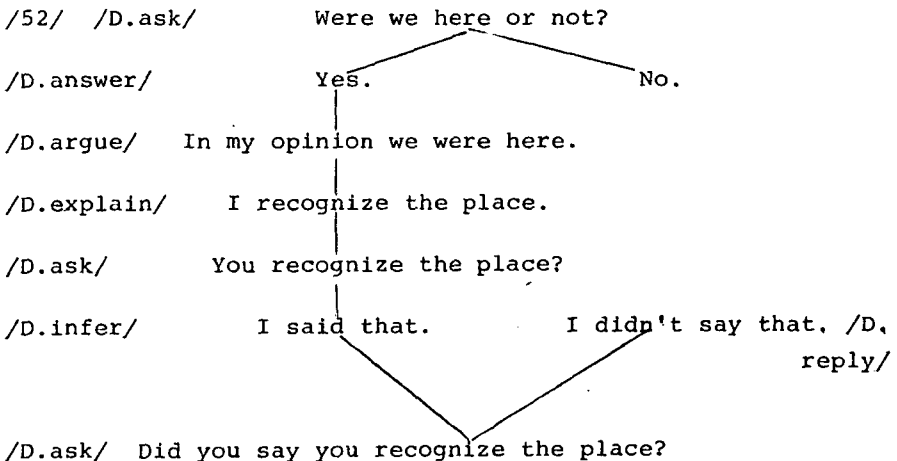 /52/ /D.ask/ Were we here or not?
/D.answer/ Yes. No.
/D.argue/ In my opinion we were here.
/D.explain/ I recognize the place.
/D.ask/ You recognize the place?
/D.infer/ I said that. I didn't say that. /D.
reply/
/D.ask/ Did you say you recognize the place?